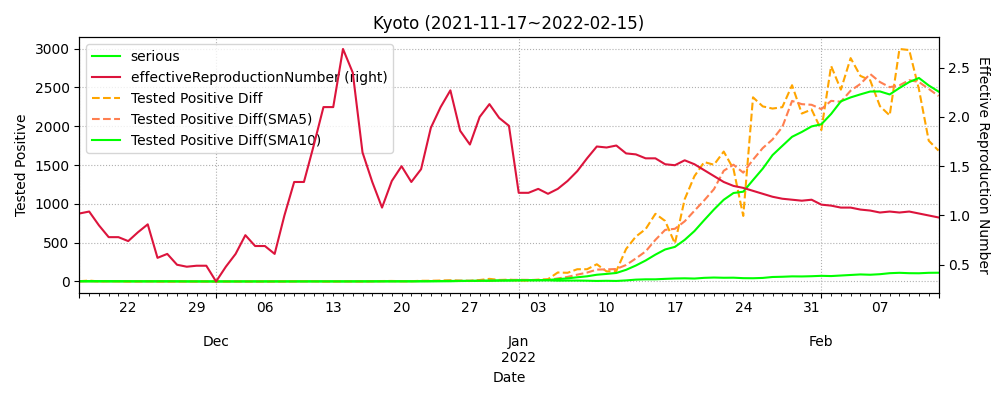 Kyoto (2021-11-17~2022-02-15)
serious
effectiveReproductionNumber (right)
Tested Positive Diff
Tested Positive Diff(SMA5)
Tested Positive Diff(SMA10)
Tested Positive
3000
2500
2000
1500
1000
500
0
2.5
2.0
1.5
1.0
0.5
Effective Reproduction Number
22 29 06 13 20 27 03 10 17 24 31 07
Dec Jan Feb
2022
Date